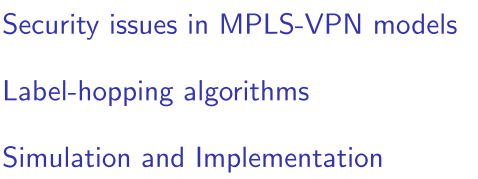 Security issues in MPLS-VPN models
Label-hopping algorithms
Simulation and Implementation